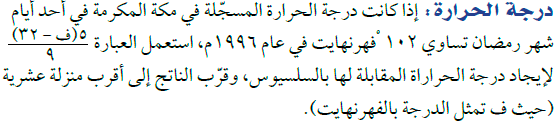 درجة الحرارة: إذا كانت درجة الحرارة المسجّلة في مكة المكرمة في أحد أيام
شهر رمضان تساوي ١٠٢ °فهرنهايت في عام ١٩٩٦م، استعمل العبارة ٥(ف − ٣٢)/٩
لإيجاد درجة الحراراة المقابلة لها بالسلسيوس، وقرّب الناتج إلى أقرب منزلة عشرية
(حيث ف تمثل الدرجة بالفهرنهايت).